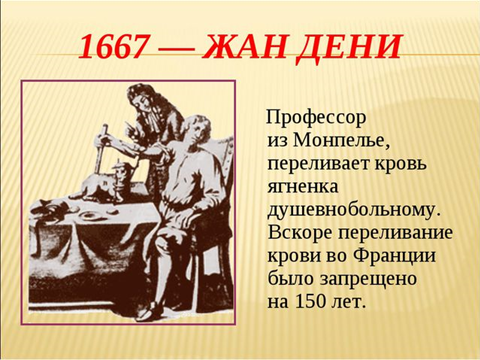 1667 — ЖАН ДЕНИ
Профессор
из Монпелье,
переливает кровь
ягненка
душевнобольному.
Вскоре переливание
крови во Франции
было запрещено
на 150 лет.